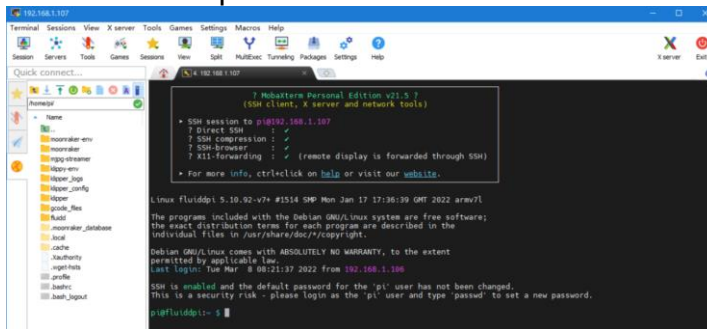 192.168.1.107
Terminal Sessions View X server Tools Games Settings Macros Help
Session Servers Tools Games Sessions View Split MultiExec Tunneling Packages Settings Help X server Exit
Quick connect...
4. 192.168.1.107
/home/pi/
Name
..
moonraker-env
moonraker
mjpg-streamer
klippy-env
klipper_logs
klipper_config
klipper
gcode_files
fluidd
.moonraker_database
.local
.cache
.Xauthority
.wget-hsts
.profile
.bashrc
.bash_logout
? MobaXterm Personal Edition v21.5 ?
(SSH client, X server and network tools)
▸ SSH session to pi@192.168.1.107
? Direct SSH : ✓
? SSH compression : ✓
? SSH-browser : ✓
? X11-forwarding : ✓ (remote display is forwarded through SSH)
▸ For more info, ctrl+click on help or visit our website.
Linux fluiddpi 5.10.92-v7+ #1514 SMP Mon Jan 17 17:36:39 GMT 2022 armv7l
The programs included with the Debian GNU/Linux system are free software;
the exact distribution terms for each program are described in the
individual files in /usr/share/doc/*/copyright.
Debian GNU/Linux comes with ABSOLUTELY NO WARRANTY, to the extent
permitted by applicable law.
Last login: Tue Mar 8 08:21:37 2022 from 192.168.1.106
SSH is enabled and the default password for the 'pi' user has not been changed.
This is a security risk - please login as the 'pi' user and type 'passwd' to set a new password.
pi@fluiddpi:~ $